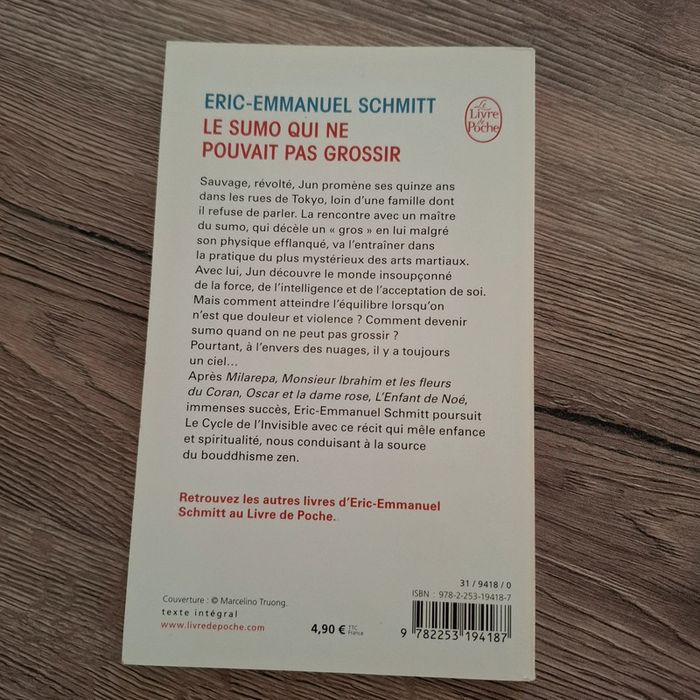 ERIC-EMMANUEL SCHMITT
Le Livre de Poche
LE SUMO QUI NE
POUVAIT PAS GROSSIR
Sauvage, révolté, Jun promène ses quinze ans
dans les rues de Tokyo, loin d'une famille dont
il refuse de parler. La rencontre avec un maître
du sumo, qui décèle un « gros » en lui malgré
son physique efflanqué, va l'entraîner dans
la pratique du plus mystérieux des arts martiaux.
Avec lui, Jun découvre le monde insoupçonné
de la force, de l'intelligence et de l'acceptation de soi.
Mais comment atteindre l'équilibre lorsqu'on
n'est que douleur et violence ? Comment devenir
sumo quand on ne peut pas grossir ?
Pourtant, à l'envers des nuages, il y a toujours
un ciel...
Après Milarepa, Monsieur Ibrahim et les fleurs
du Coran, Oscar et la dame rose, L'Enfant de Noé,
immenses succès, Eric-Emmanuel Schmitt poursuit
Le Cycle de l'Invisible avec ce récit qui mêle enfance
et spiritualité, nous conduisant à la source
du bouddhisme zen.
Retrouvez les autres livres d'Eric-Emmanuel
Schmitt au Livre de Poche.
Couverture : © Marcelino Truong.
texte intégral
www.livredepoche.com
4,90 € TTC France
31 / 9418 / 0
ISBN : 978-2-253-19418-7
9 782253 194187